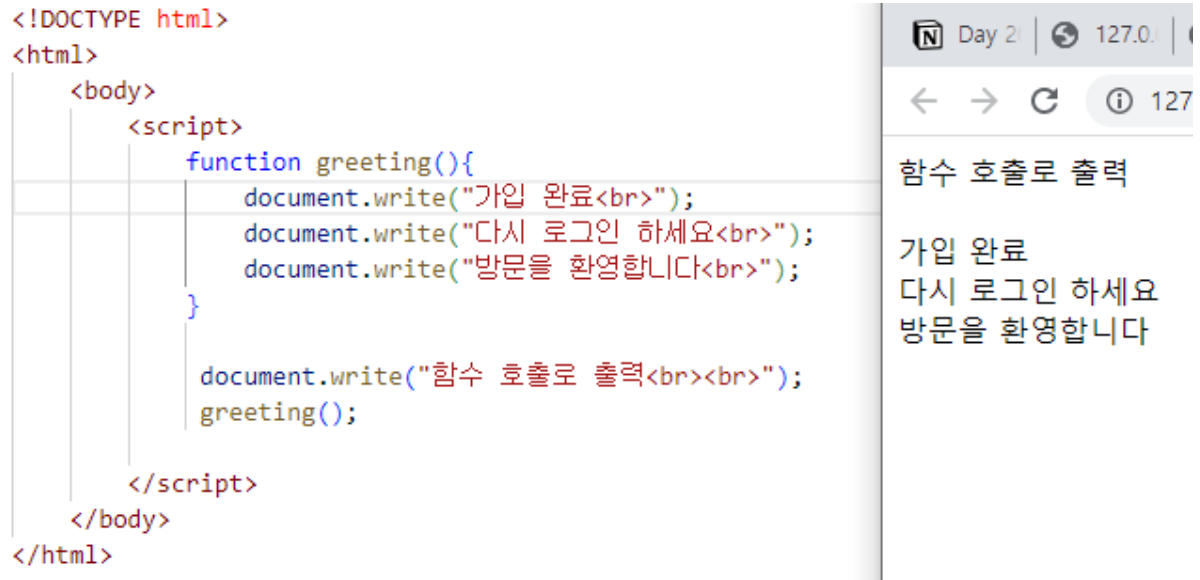 <!DOCTYPE html>
<html>
<body>
<script>
function greeting(){
document.write("가입 완료<br>");
document.write("다시 로그인 하세요<br>");
document.write("방문을 환영합니다<br>");
}
document.write("함수 호출로 출력<br><br>");
greeting();
</script>
</body>
</html>
Day 2 127.0.
127
함수 호출로 출력
가입 완료
다시 로그인 하세요
방문을 환영합니다